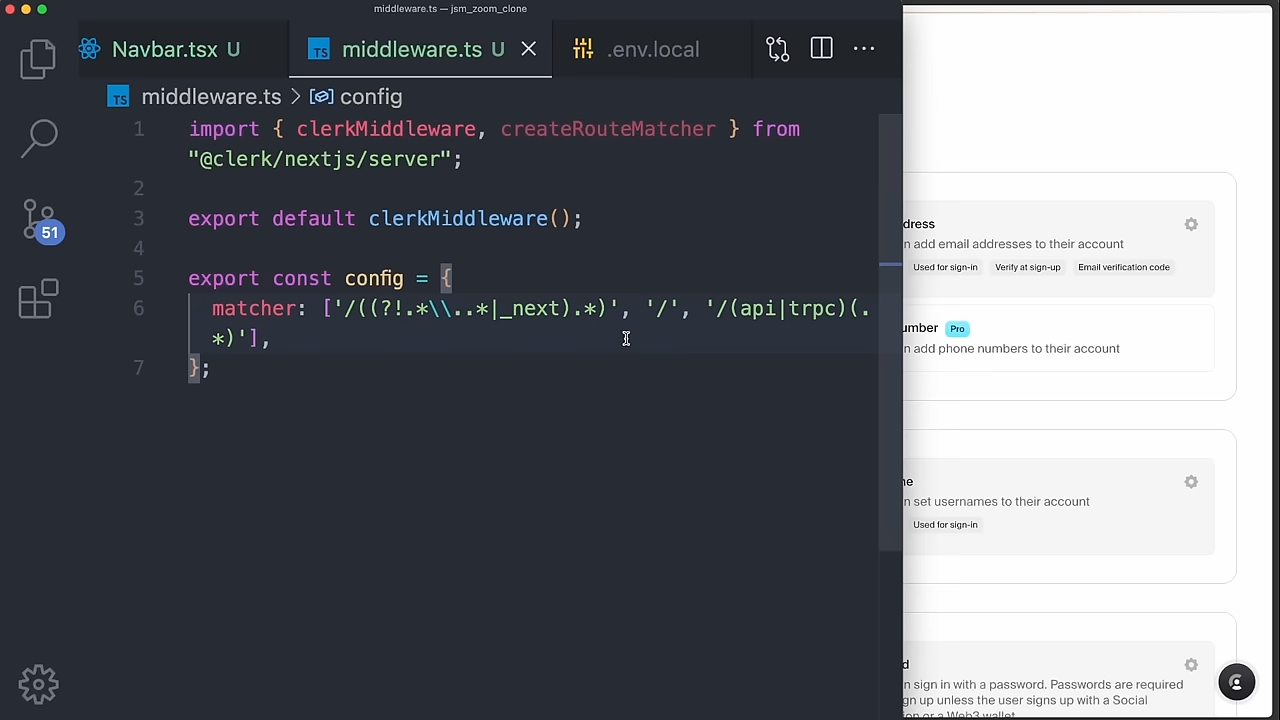 middleware.ts — jsm_zoom_clone
Navbar.tsx U
middleware.ts U
.env.local
middleware.ts > config
51
1 import { clerkMiddleware, createRouteMatcher } from
"@clerk/nextjs/server";
2
3 export default clerkMiddleware();
4
5 export const config = {
6 matcher: ['/((?!.*\\..*|_next).*)', '/', '/(api|trpc)(.
*)'],
7 };
dress
n add email addresses to their account
Used for sign-in Verify at sign-up Email verification code
umber Pro
n add phone numbers to their account
ne
n set usernames to their account
Used for sign-in
d
n sign in with a password. Passwords are required
gn up unless the user signs up with a Social
ion or a Web3 wallet